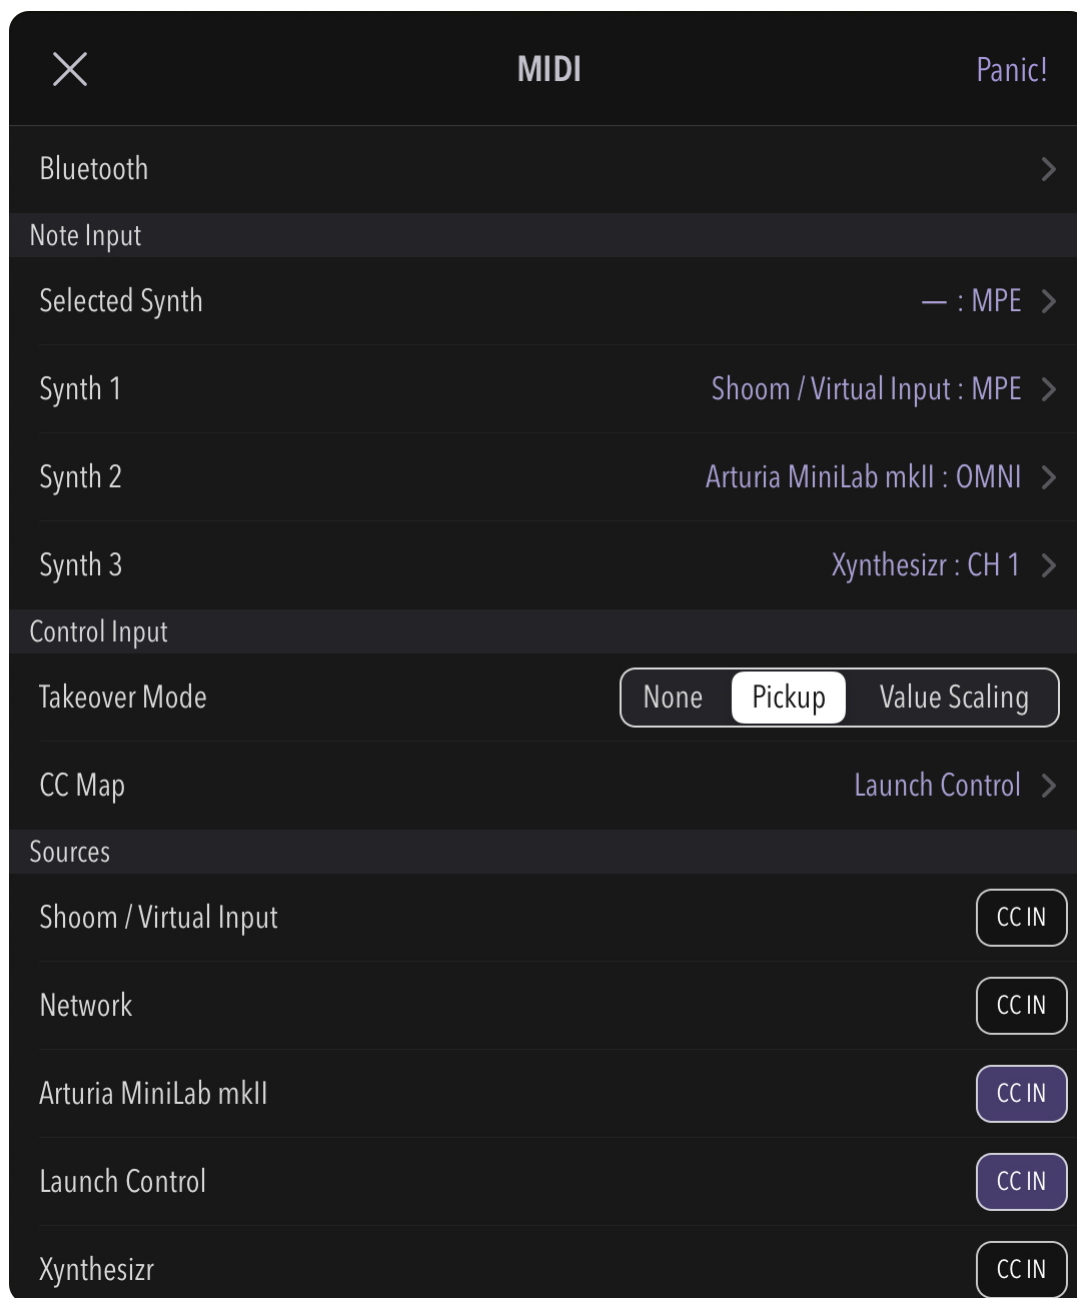 MIDI Panic!
Bluetooth
Note Input
Selected Synth — : MPE
Synth 1 Shoom / Virtual Input : MPE
Synth 2 Arturia MiniLab mkII : OMNI
Synth 3 Xynthesizr : CH 1
Control Input
Takeover Mode None Pickup Value Scaling
CC Map Launch Control
Sources
Shoom / Virtual Input CC IN
Network CC IN
Arturia MiniLab mkII CC IN
Launch Control CC IN
Xynthesizr CC IN